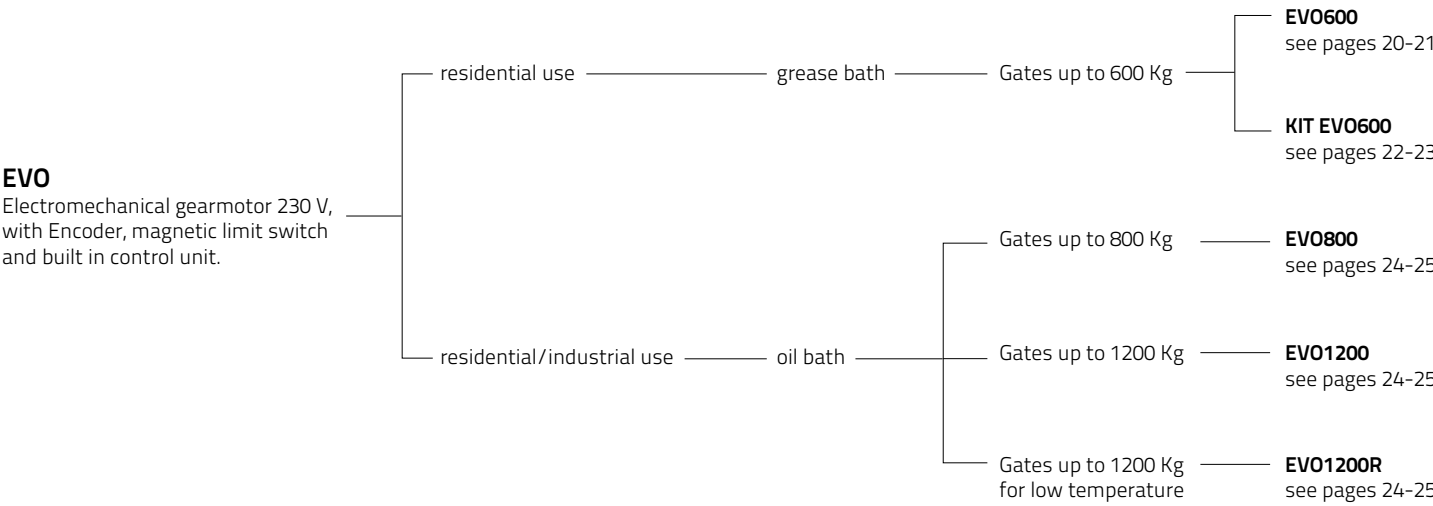 EVO
Electromechanical gearmotor 230 V,
with Encoder, magnetic limit switch
and built in control unit.
residential use
grease bath
Gates up to 600 Kg
EVO600
see pages 20-21
KIT EVO600
see pages 22-23
residential/industrial use
oil bath
Gates up to 800 Kg
EVO800
see pages 24-25
Gates up to 1200 Kg
EVO1200
see pages 24-25
Gates up to 1200 Kg
for low temperature
EVO1200R
see pages 24-25